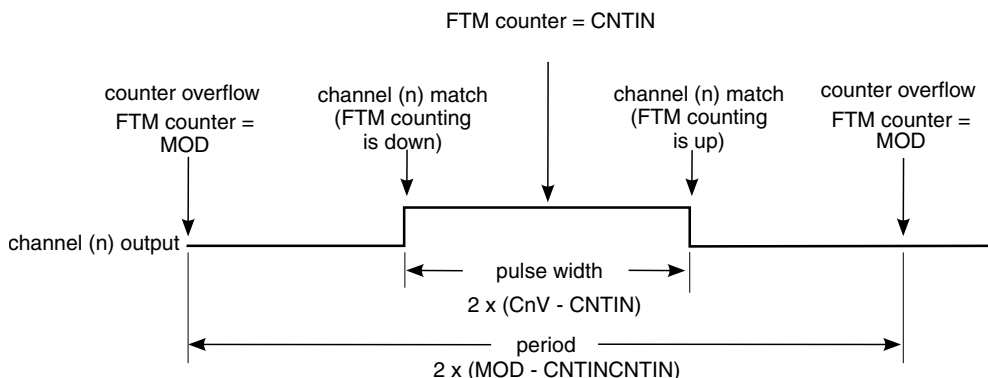 FTM counter = CNTIN
counter overflow
FTM counter =
MOD
channel (n) match
(FTM counting
is down)
channel (n) match
(FTM counting
is up)
counter overflow
FTM counter =
MOD
channel (n) output
pulse width
2 x (CnV - CNTIN)
period
2 x (MOD - CNTINCNTIN)